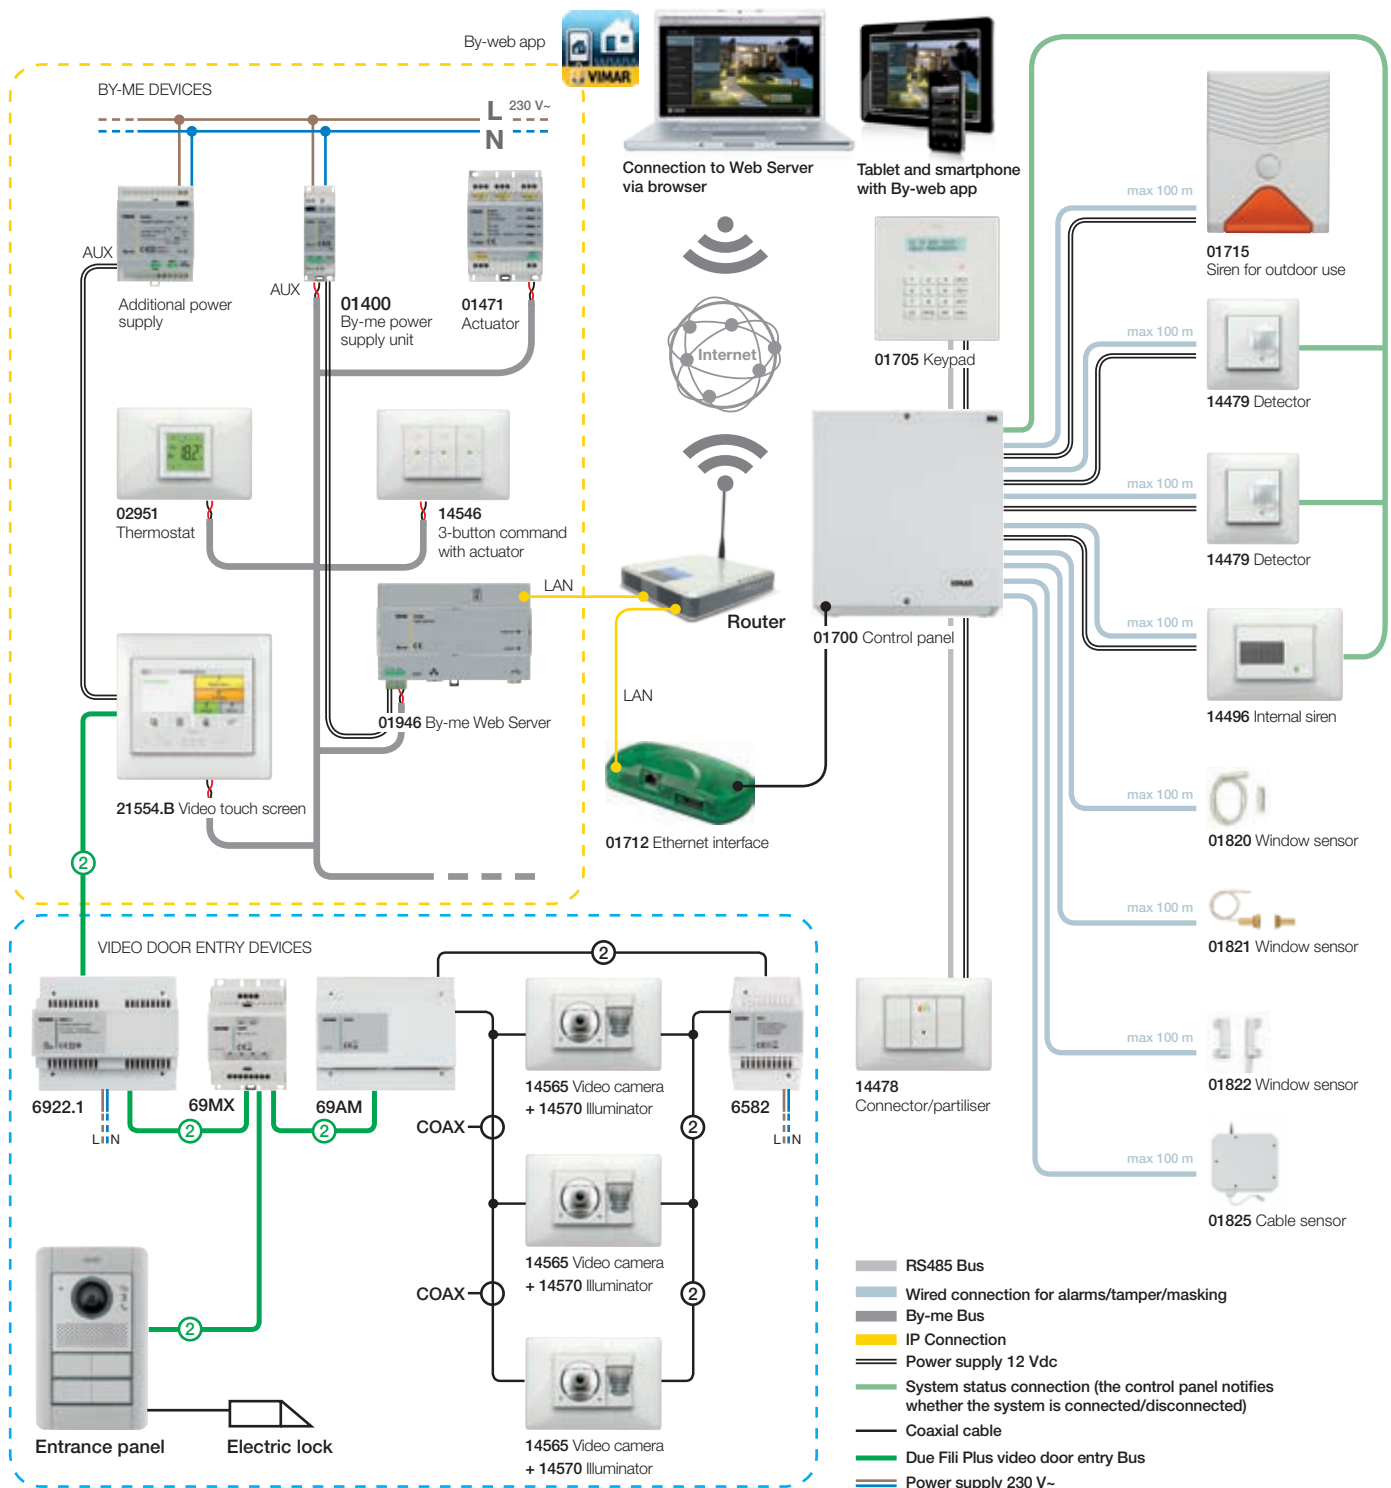 By-web app
VIMAR
BY-ME DEVICES
L
230 V~
N
Connection to Web Server
via browser
Tablet and smartphone
with By-web app
max 100 m
01715
Siren for outdoor use
AUX
Additional power
supply
AUX
01400
By-me power
supply unit
01471
Actuator
Internet
01705 Keypad
max 100 m
14479 Detector
18.2
02951
Thermostat
14546
3-button command
with actuator
max 100 m
14479 Detector
LAN
Router
VIMAR
01700 Control panel
max 100 m
14496 Internal siren
LAN
01946 By-me Web Server
21554.B Video touch screen
01712 Ethernet interface
max 100 m
01820 Window sensor
2
max 100 m
01821 Window sensor
VIDEO DOOR ENTRY DEVICES
2
6922.1
L N
69MX
69AM
2
2
14565 Video camera
+ 14570 Illuminator
COAX
2
6582
L N
14478
Connector/partiliser
max 100 m
01822 Window sensor
max 100 m
01825 Cable sensor
14565 Video camera
+ 14570 Illuminator
COAX
2
2
Entrance panel
Electric lock
14565 Video camera
+ 14570 Illuminator
RS485 Bus
Wired connection for alarms/tamper/masking
By-me Bus
IP Connection
Power supply 12 Vdc
System status connection (the control panel notifies
whether the system is connected/disconnected)
Coaxial cable
Due Fili Plus video door entry Bus
Power supply 230 V~